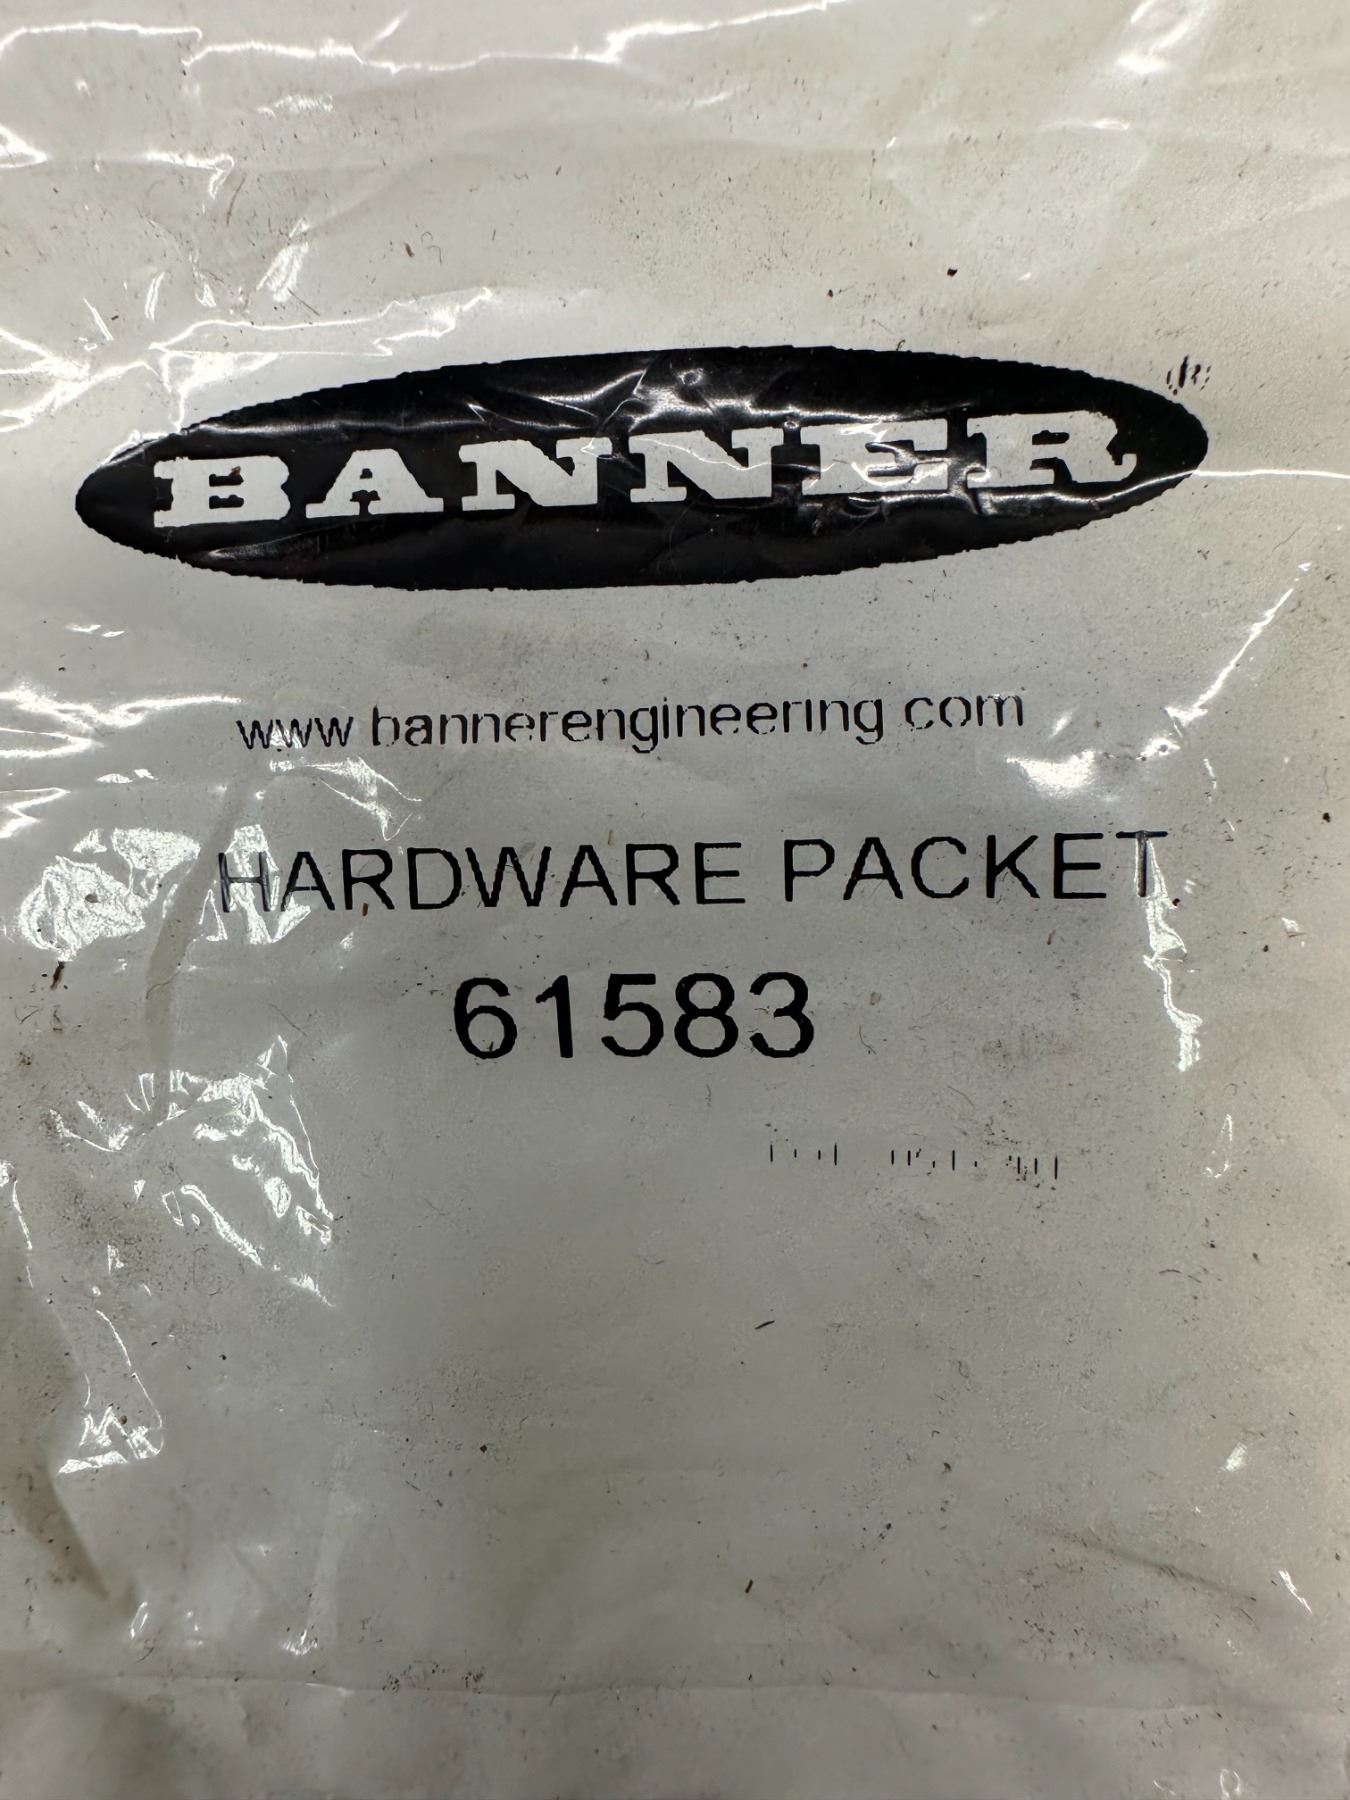 BANNER ®
www.bannerengineering.com
HARDWARE PACKET
61583